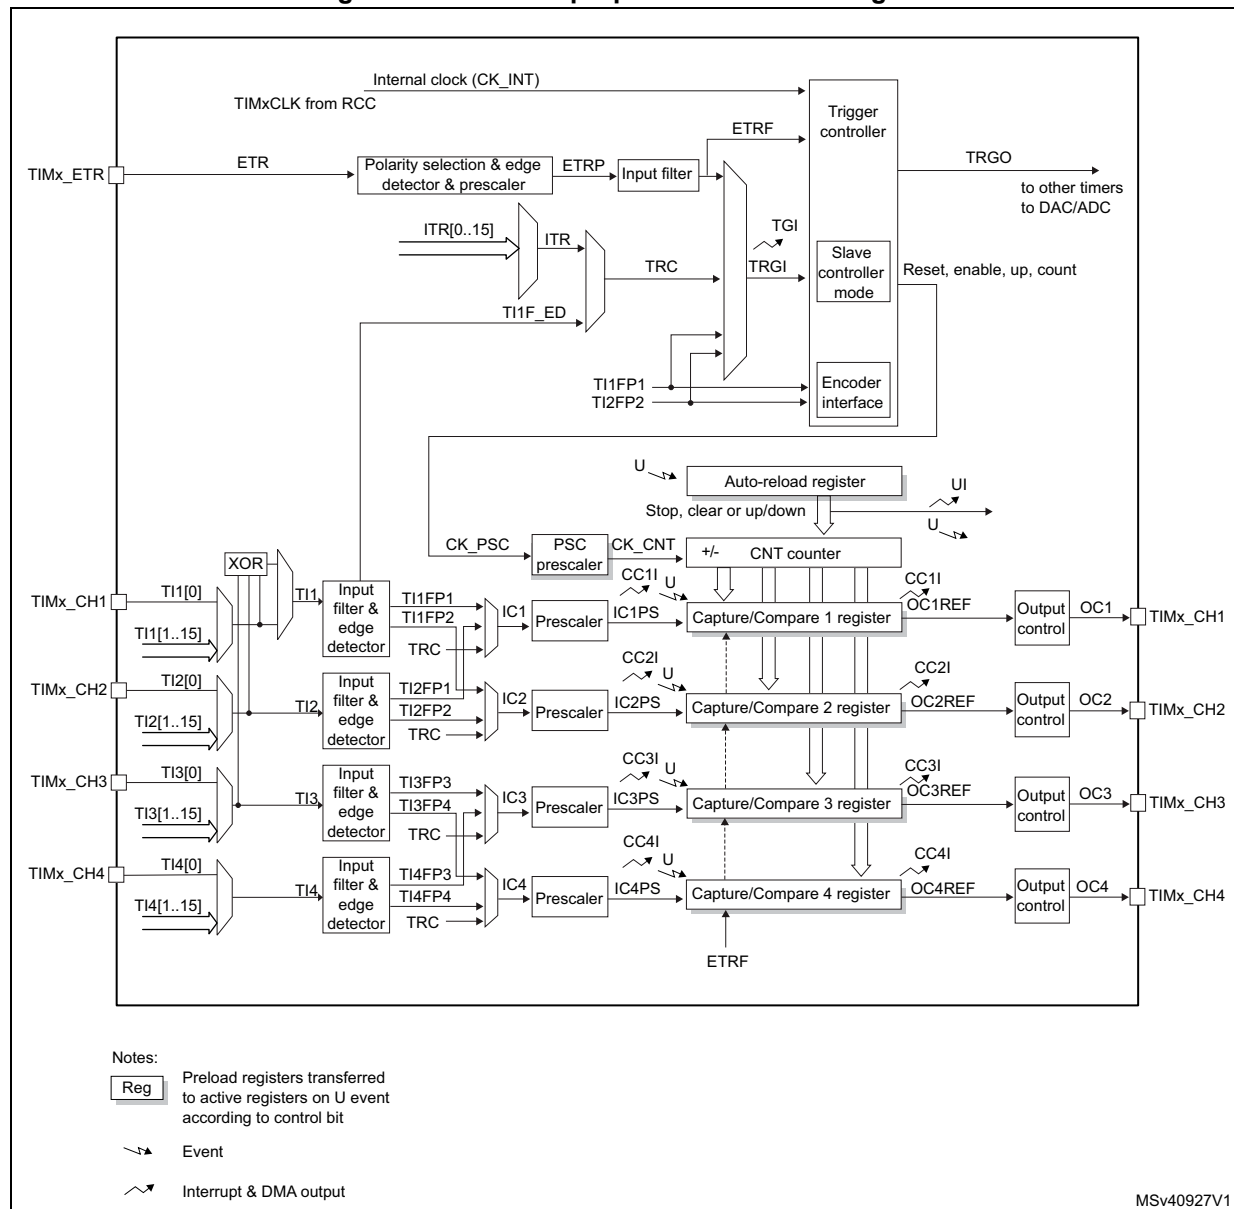 Internal clock (CK_INT)
TIMxCLK from RCC
Trigger
controller
ETRF
TIMx_ETR
ETR
Polarity selection & edge
detector & prescaler
ETRP
Input filter
TRGO
to other timers
to DAC/ADC
ITR[0..15]
ITR
TGI
TRC
TRGI
Slave
controller
mode
Reset, enable, up, count
TI1F_ED
TI1FP1
TI2FP2
Encoder
interface
U
Auto-reload register
UI
Stop, clear or up/down
U
CK_PSC
PSC
prescaler
CK_CNT
+/-
CNT counter
XOR
TIMx_CH1
TI1[0]
TI1[1..15]
TI1
Input
filter &
edge
detector
TI1FP1
TI1FP2
TRC
IC1
Prescaler
IC1PS
CC1I
U
Capture/Compare 1 register
CC1I
OC1REF
Output
control
OC1
TIMx_CH1
TIMx_CH2
TI2[0]
TI2[1..15]
TI2
Input
filter &
edge
detector
TI2FP1
TI2FP2
TRC
IC2
Prescaler
IC2PS
CC2I
U
Capture/Compare 2 register
CC2I
OC2REF
Output
control
OC2
TIMx_CH2
TIMx_CH3
TI3[0]
TI3[1..15]
TI3
Input
filter &
edge
detector
TI3FP3
TI3FP4
TRC
IC3
Prescaler
IC3PS
CC3I
U
Capture/Compare 3 register
CC3I
OC3REF
Output
control
OC3
TIMx_CH3
TIMx_CH4
TI4[0]
TI4[1..15]
TI4
Input
filter &
edge
detector
TI4FP3
TI4FP4
TRC
IC4
Prescaler
IC4PS
CC4I
U
Capture/Compare 4 register
CC4I
OC4REF
Output
control
OC4
TIMx_CH4
ETRF
Notes:
Reg
Preload registers transferred
to active registers on U event
according to control bit
Event
Interrupt & DMA output
MSv40927V1